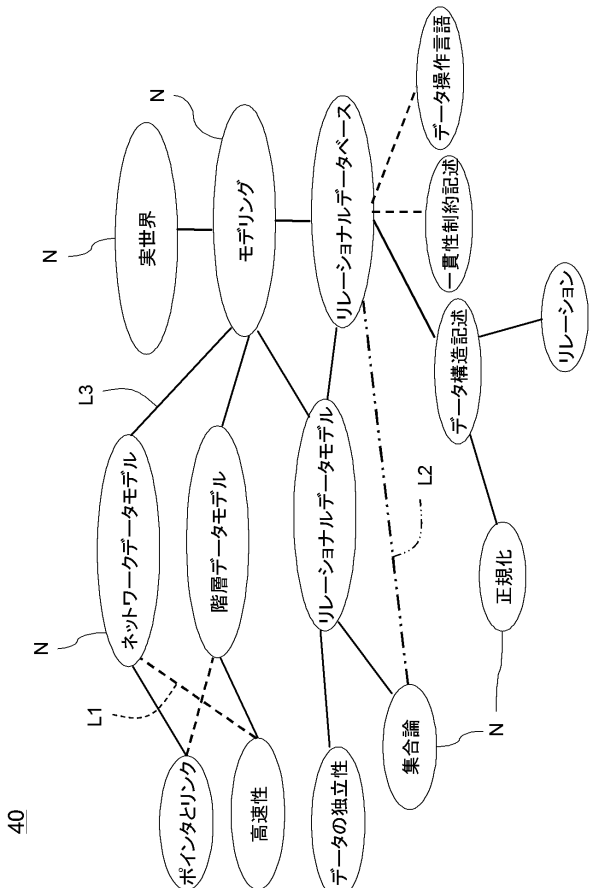 40
N
実世界
N
モデリング
L3
ネットワークデータモデル
N
階層データモデル
L1
ポインタとリンク
高速性
リレーショナルデータモデル
リレーショナルデータベース
データの独立性
集合論
N
L2
データ構造記述
一貫性制約記述
データ操作言語
正規化
リレーション